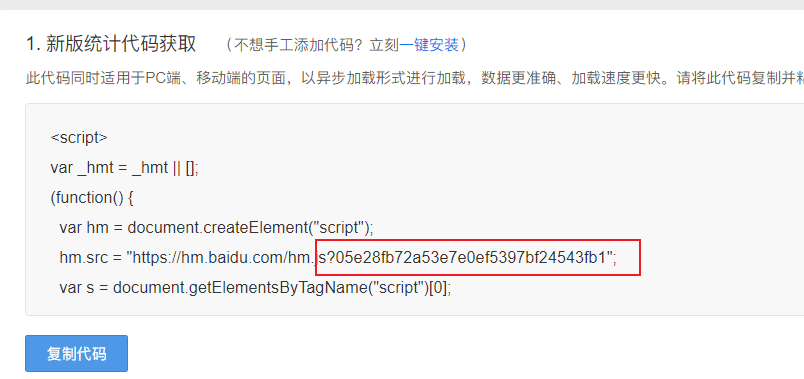 1. 新版统计代码获取 （不想手工添加代码？立刻一键安装）
此代码同时适用于PC端、移动端的页面，以异步加载形式进行加载，数据更准确、加载速度更快。请将此代码复制并粘
<script>
var _hmt = _hmt || [];
(function() {
var hm = document.createElement("script");
hm.src = "https://hm.baidu.com/hm.js?05e28fb72a53e7e0ef5397bf24543fb1";
var s = document.getElementsByTagName("script")[0];
复制代码